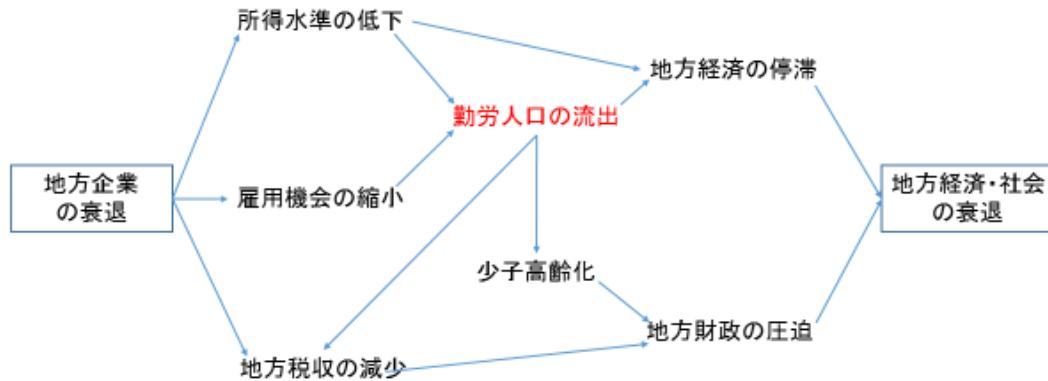 所得水準の低下
地方経済の停滞
勤労人口の流出
地方企業
の衰退
雇用機会の縮小
地方経済・社会
の衰退
少子高齢化
地方財政の圧迫
地方税収の減少